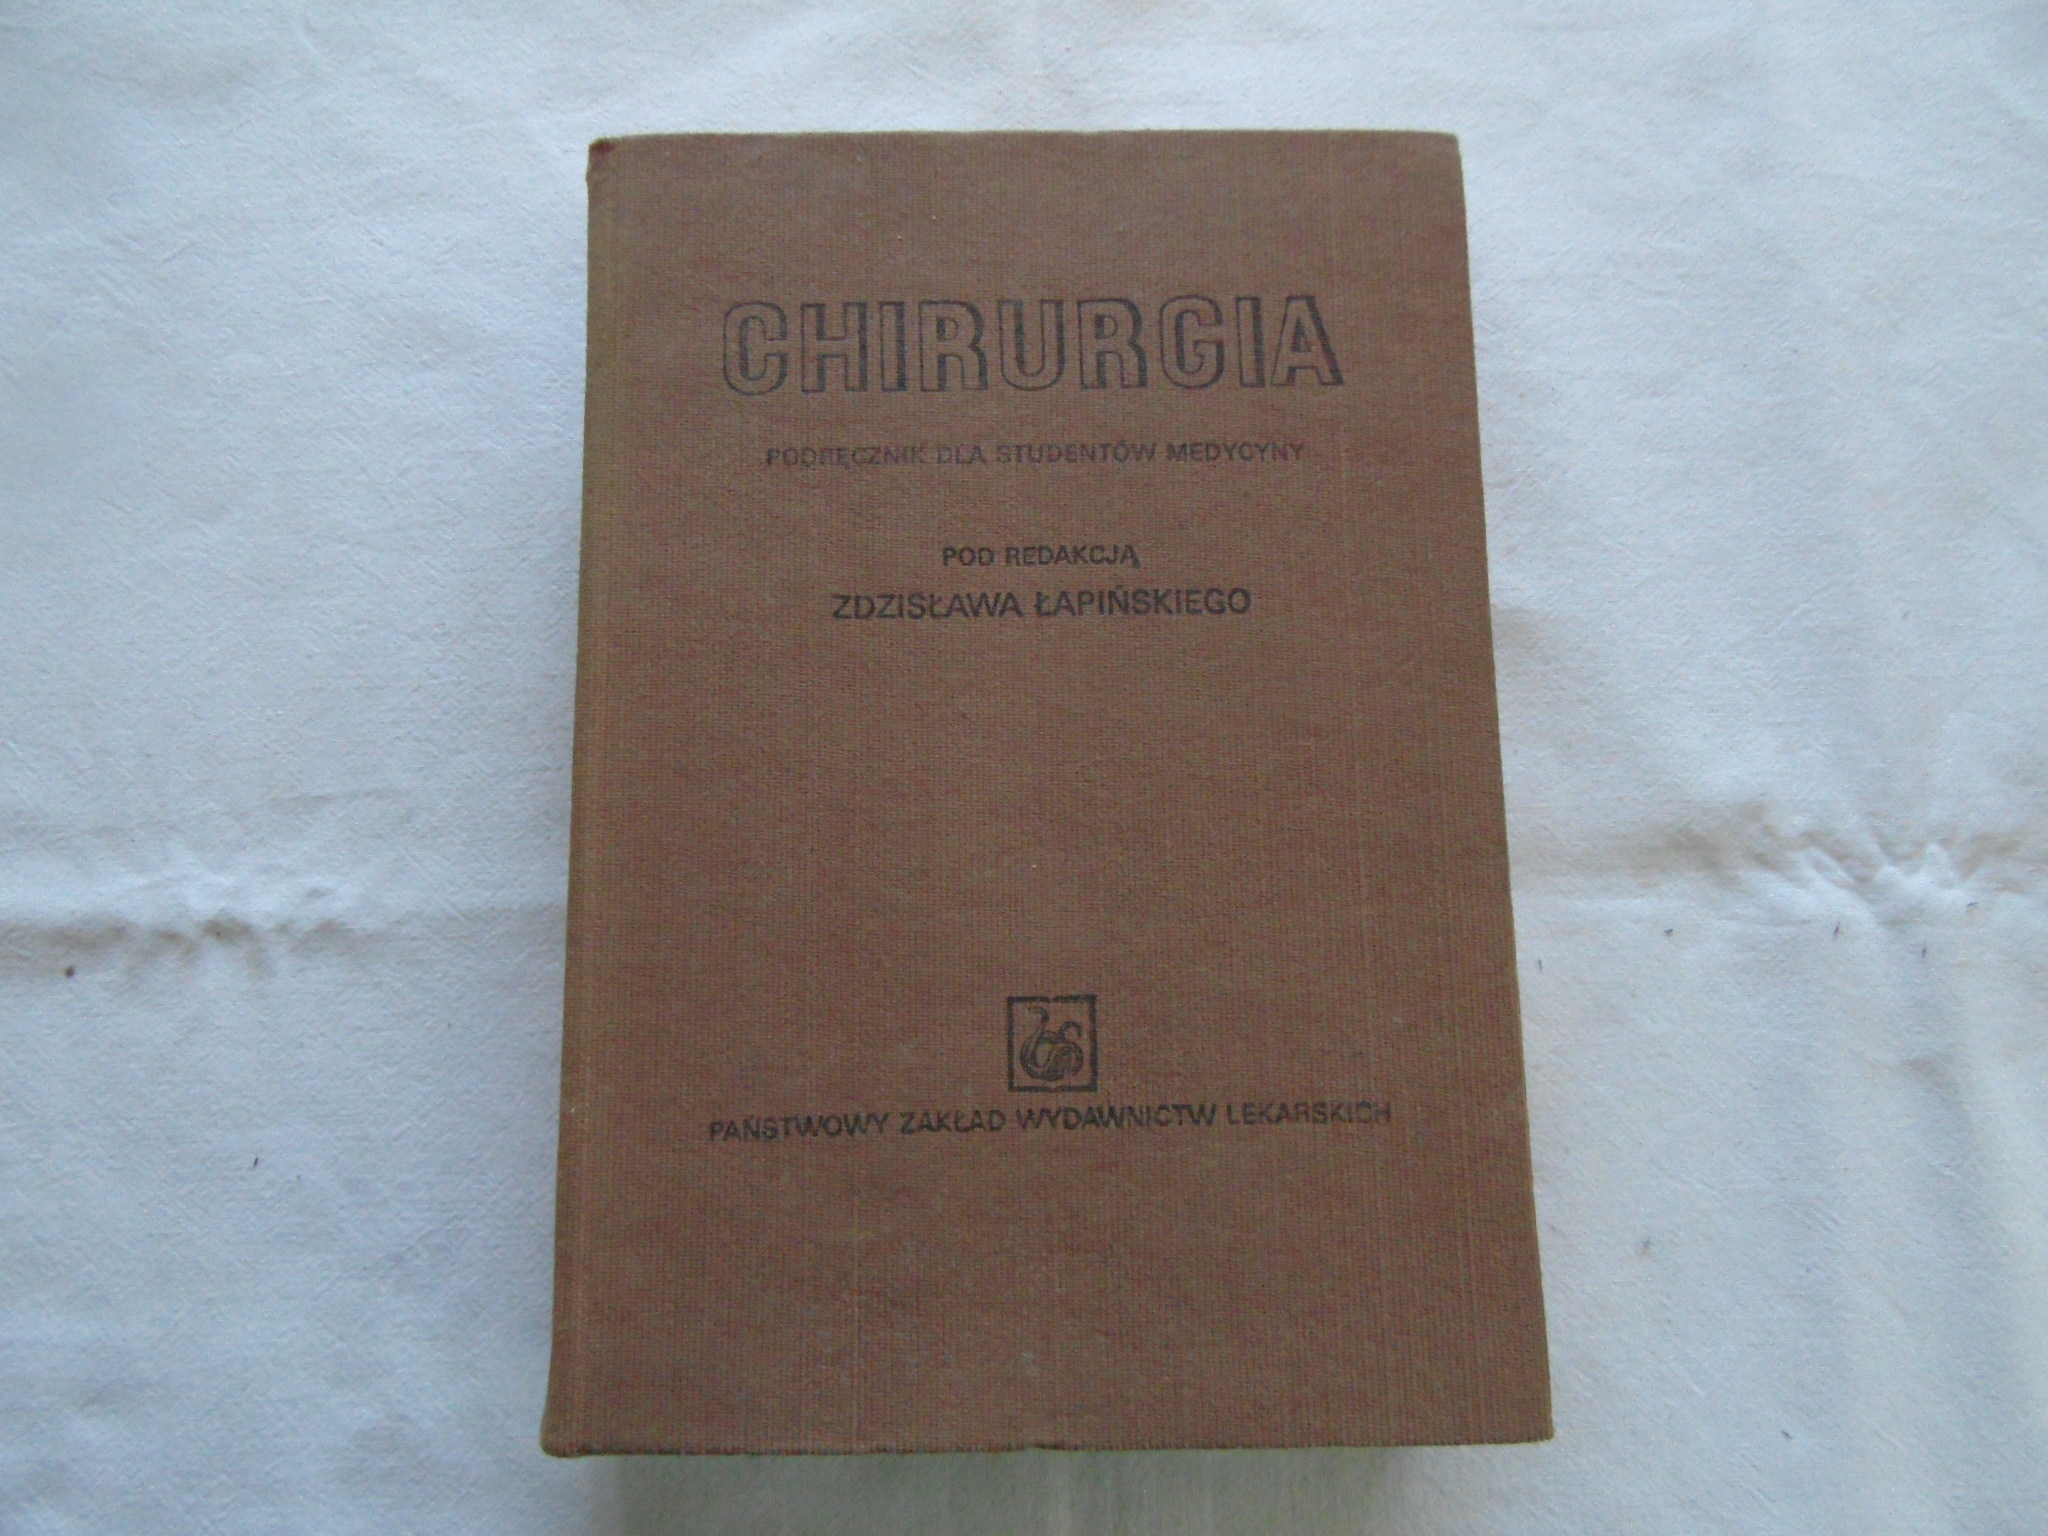 CHIRURGIA
PODRĘCZNIK DLA STUDENTÓW MEDYCYNY
POD REDAKCJĄ
ZDZISŁAWA ŁAPIŃSKIEGO
PAŃSTWOWY ZAKŁAD WYDAWNICTW LEKARSKICH